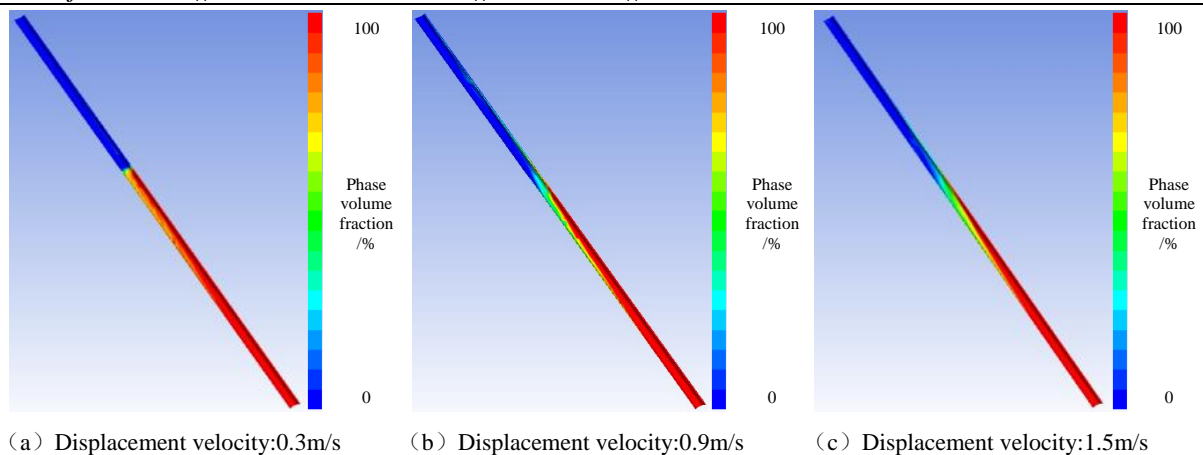 100
Phase
volume
fraction
/%
0
100
Phase
volume
fraction
/%
0
100
Phase
volume
fraction
/%
0
（a）Displacement velocity:0.3m/s
（b）Displacement velocity:0.9m/s
（c）Displacement velocity:1.5m/s